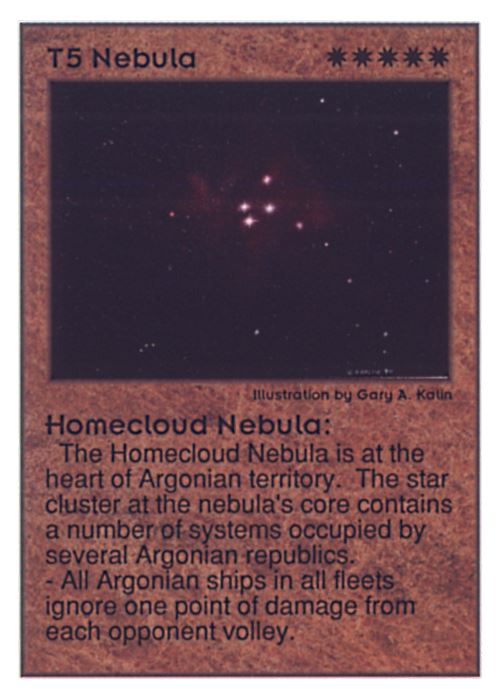 T5 Nebula
Illustration by Gary A. Kalin
Homecloud Nebula:
The Homecloud Nebula is at the
heart of Argonian territory. The star
cluster at the nebula's core contains
a number of systems occupied by
several Argonian republics.
- All Argonian ships in all fleets
ignore one point of damage from
each opponent volley.